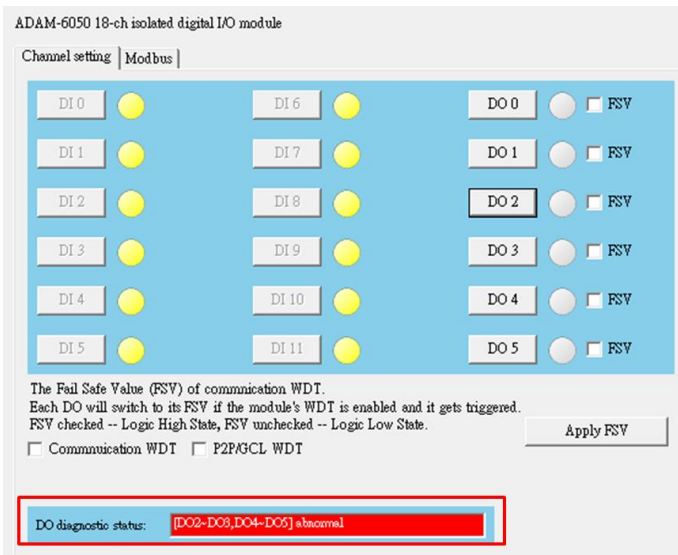 ADAM-6050 18-ch isolated digital I/O module
Channel setting Modbus
DI 0 DI 6 DO 0 FSV
DI 1 DI 7 DO 1 FSV
DI 2 DI 8 DO 2 FSV
DI 3 DI 9 DO 3 FSV
DI 4 DI 10 DO 4 FSV
DI 5 DI 11 DO 5 FSV
The Fail Safe Value (FSV) of commnication WDT.
Each DO will switch to its FSV if the module's WDT is enabled and it gets triggered.
FSV checked -- Logic High State, FSV unchecked -- Logic Low State.
Apply FSV
Commnuication WDT P2P/GCL WDT
DO diagnostic status: [DO2~DO3,DO4~DO5] abnormal